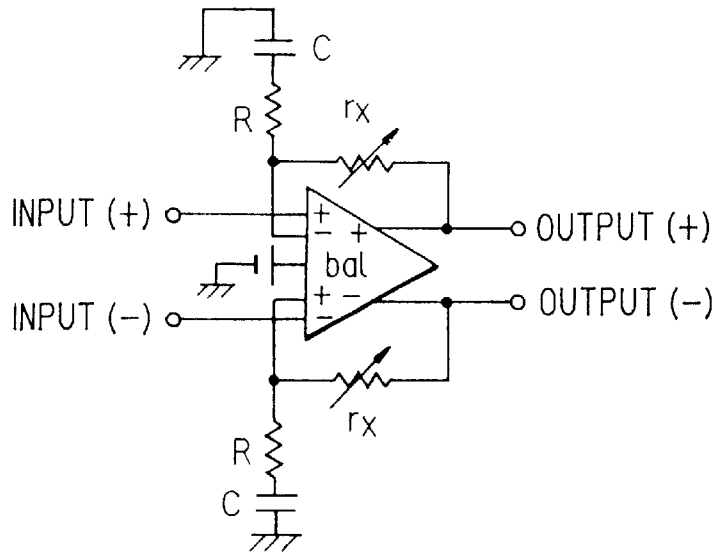 C
R
rx
INPUT (+)
+
−
+
OUTPUT (+)
bal
INPUT (−)
+
−
−
OUTPUT (−)
rx
R
C